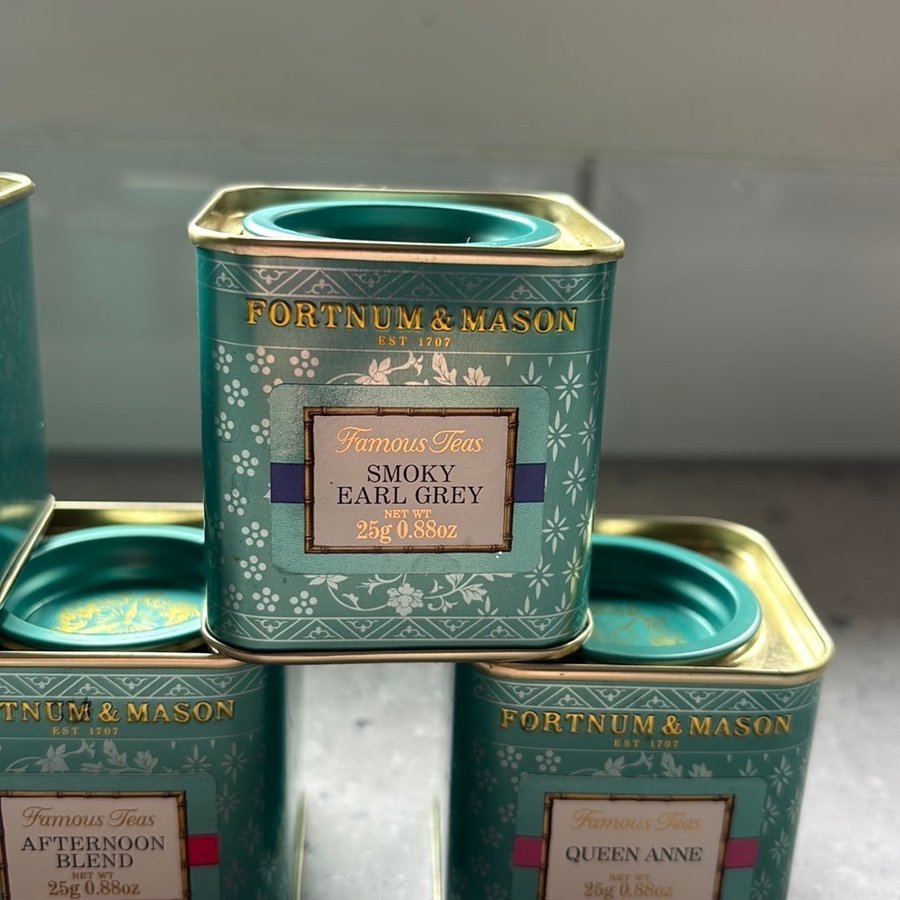 FORTNUM & MASON
EST 1707
Famous Teas
SMOKY
EARL GREY
NET WT
25g 0.88oz
TNUM & MASON
EST 1707
Famous Teas
AFTERNOON
BLEND
NET WT
25g 0.88oz
FORTNUM & MASON
EST 1707
Famous Teas
QUEEN ANNE
NET WT
25g 0.88oz